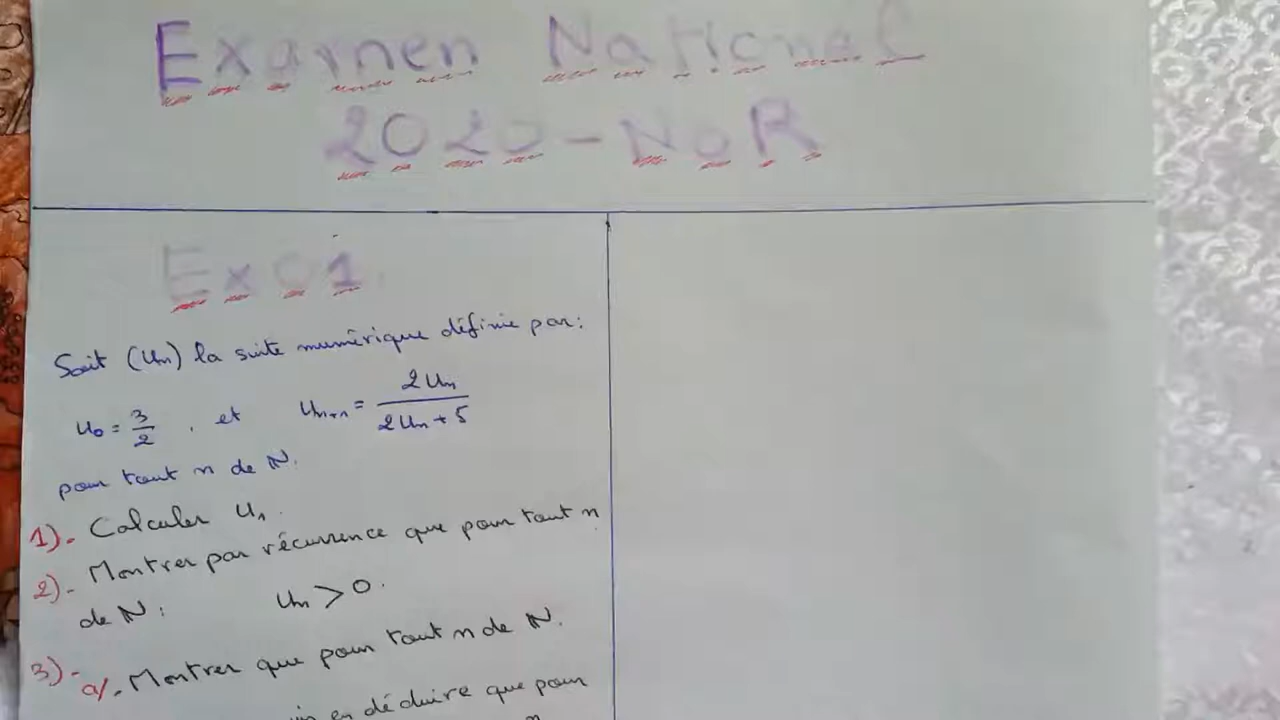 Examen National
2020-NoR
Exo1
Soit (Un) la suite numérique définie par:
U0 = 3/2 , et Un+1 = 2Un / 2Un + 5
pour tout n de ℕ.
1)- Calculer U1.
2)- Montrer par récurrence que pour tout n
de ℕ: Un > 0.
3)- a/- Montrer que pour tout n de ℕ.
en déduire que pour
n